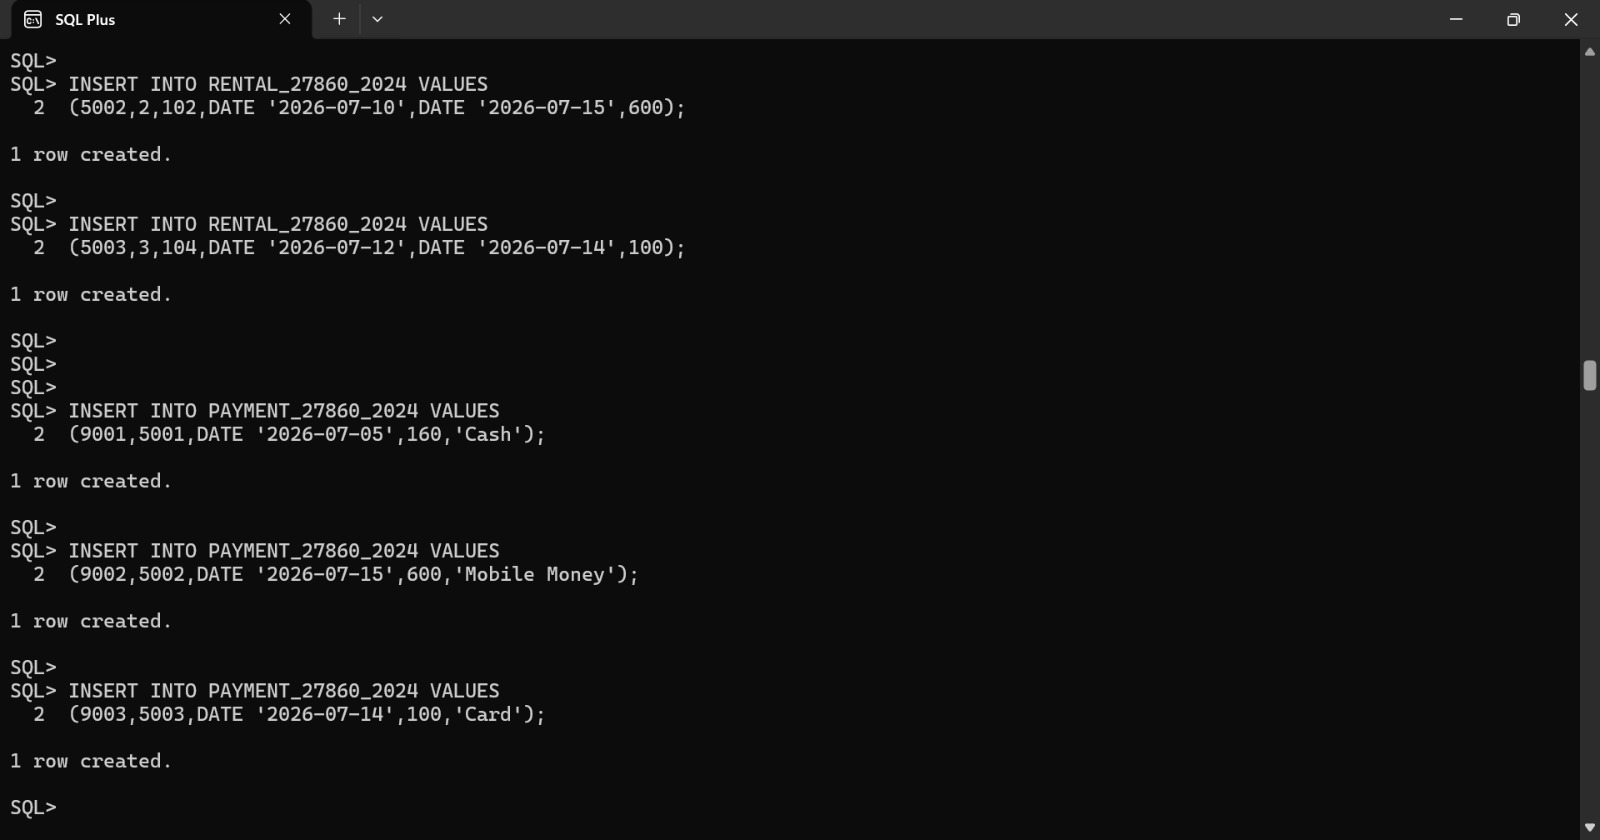 SQL Plus
SQL>
SQL> INSERT INTO RENTAL_27860_2024 VALUES
  2  (5002,2,102,DATE '2026-07-10',DATE '2026-07-15',600);
1 row created.
SQL>
SQL> INSERT INTO RENTAL_27860_2024 VALUES
  2  (5003,3,104,DATE '2026-07-12',DATE '2026-07-14',100);
1 row created.
SQL>
SQL>
SQL>
SQL> INSERT INTO PAYMENT_27860_2024 VALUES
  2  (9001,5001,DATE '2026-07-05',160,'Cash');
1 row created.
SQL>
SQL> INSERT INTO PAYMENT_27860_2024 VALUES
  2  (9002,5002,DATE '2026-07-15',600,'Mobile Money');
1 row created.
SQL>
SQL> INSERT INTO PAYMENT_27860_2024 VALUES
  2  (9003,5003,DATE '2026-07-14',100,'Card');
1 row created.
SQL>